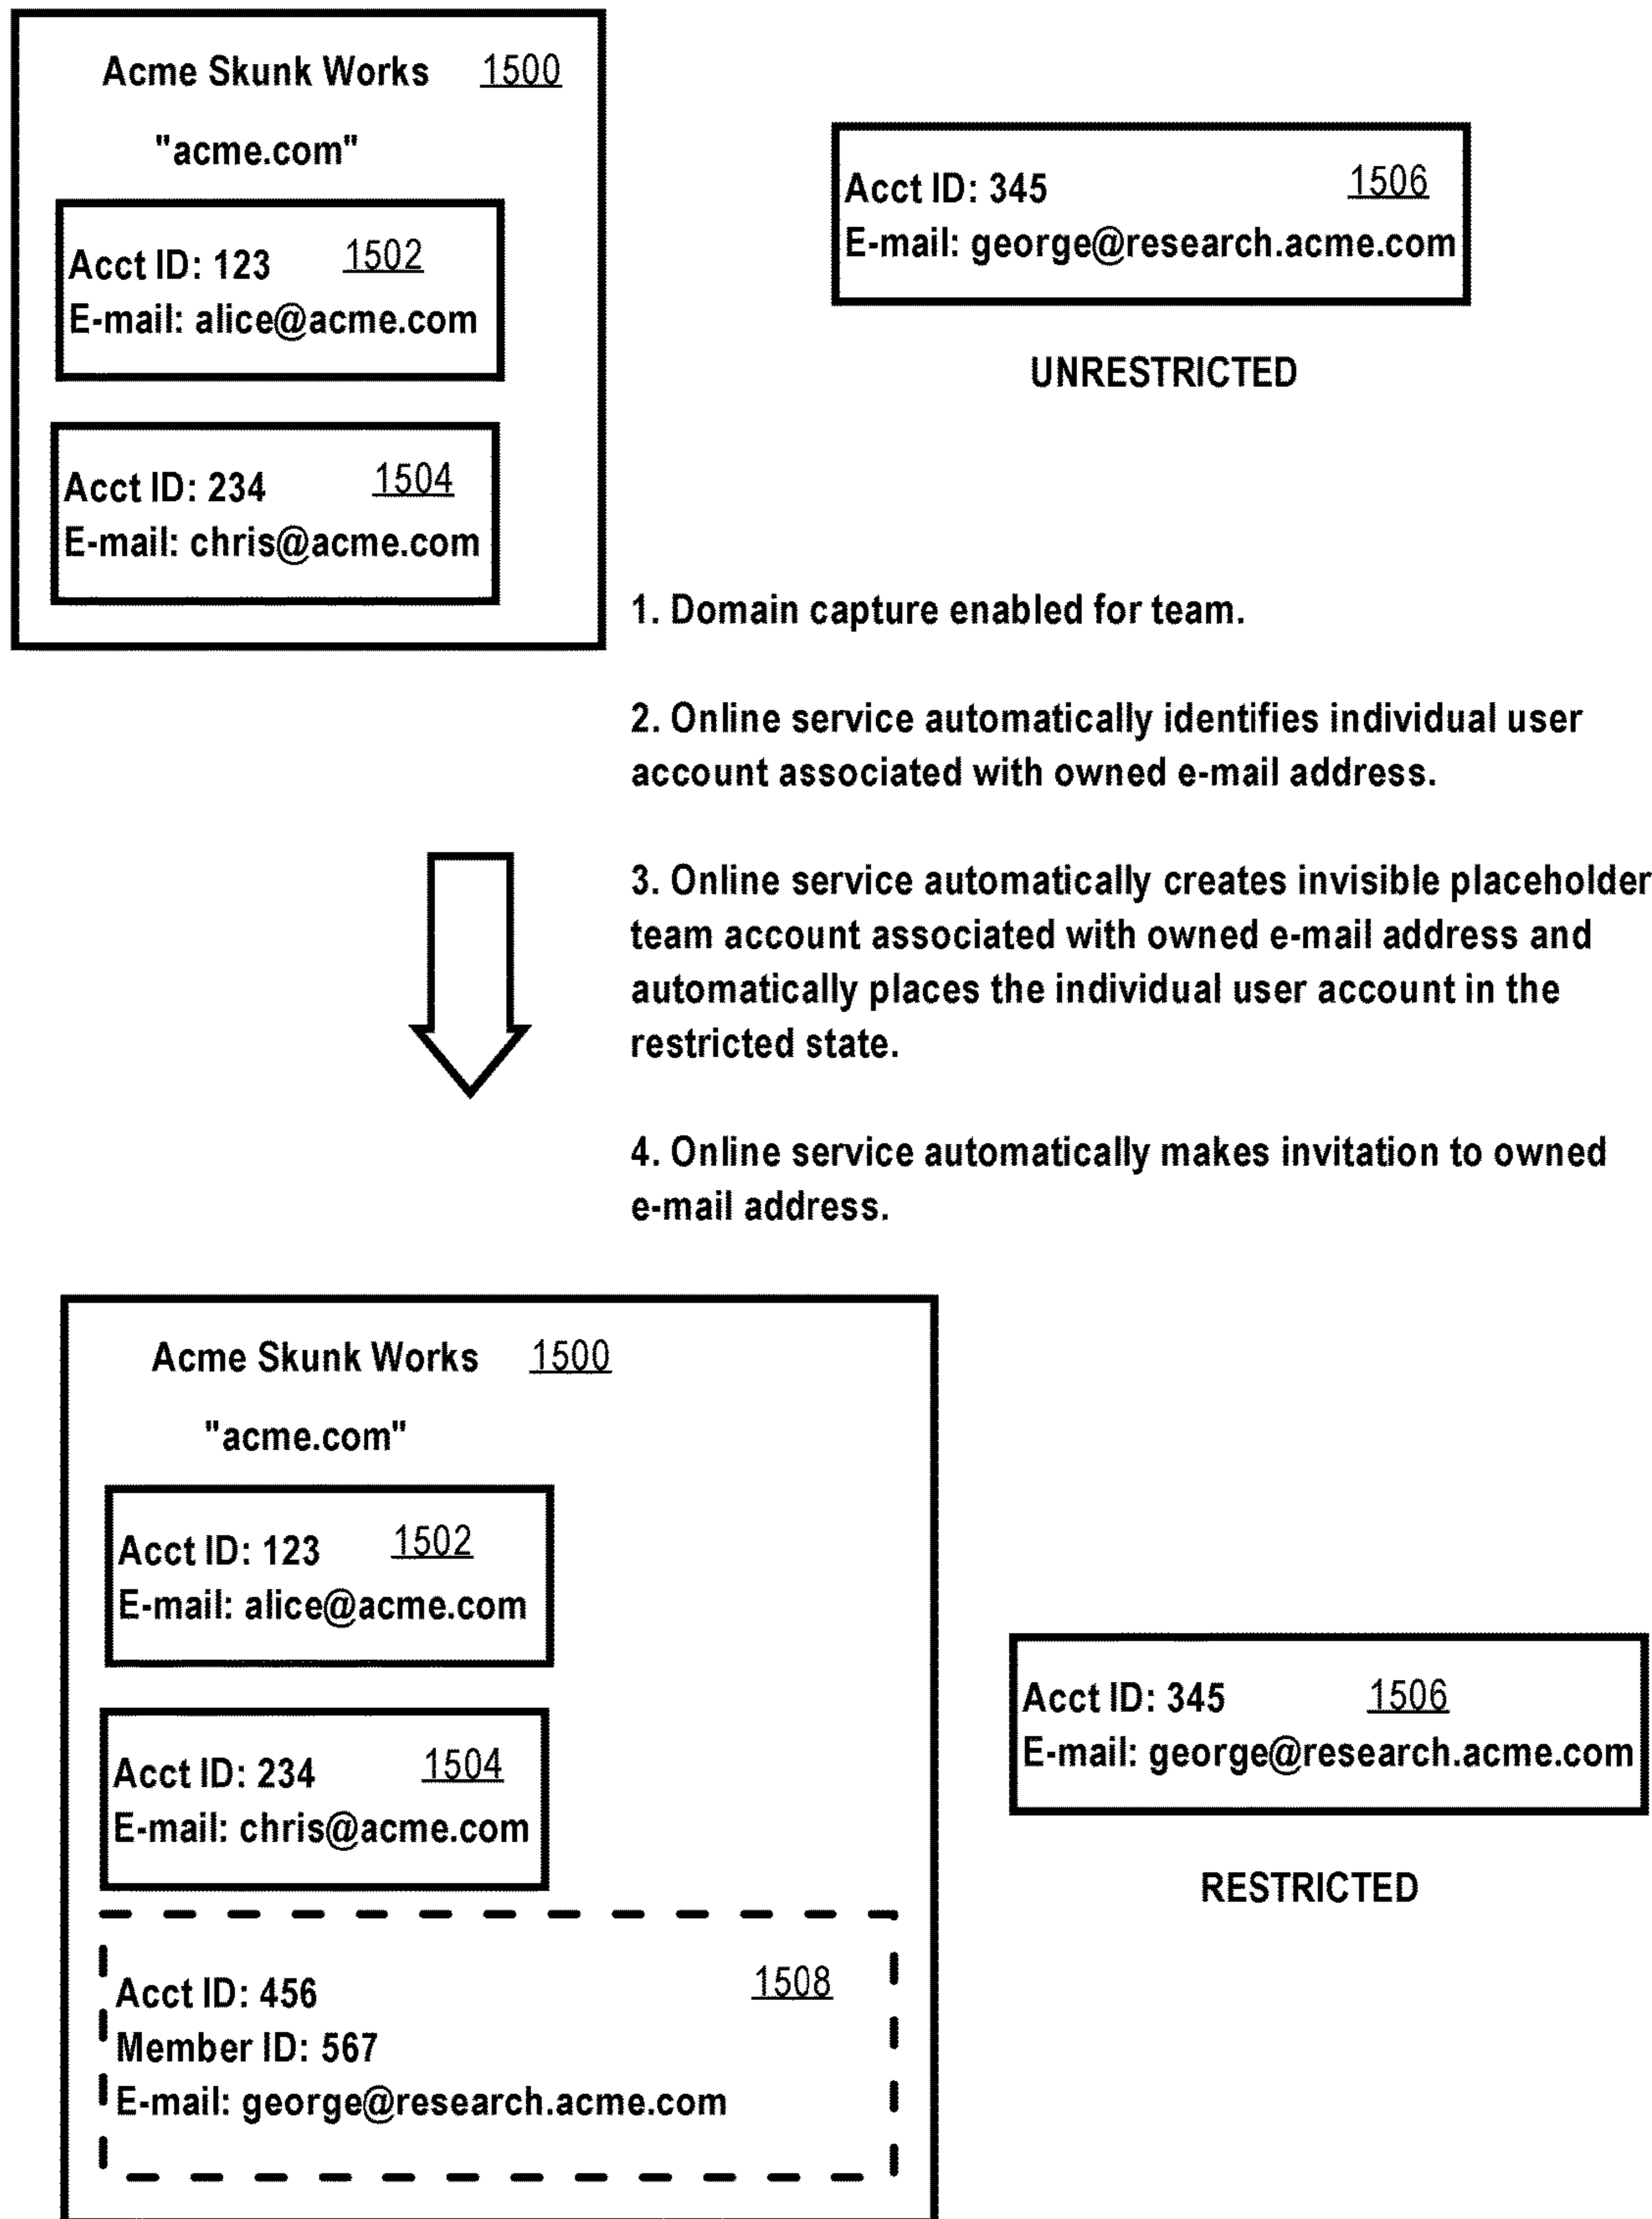 Acme Skunk Works 1500
"acme.com"
Acct ID: 123 1502
E-mail: alice@acme.com
Acct ID: 234 1504
E-mail: chris@acme.com
Acct ID: 345 1506
E-mail: george@research.acme.com
UNRESTRICTED
1. Domain capture enabled for team.
2. Online service automatically identifies individual user
account associated with owned e-mail address.
3. Online service automatically creates invisible placeholder
team account associated with owned e-mail address and
automatically places the individual user account in the
restricted state.
4. Online service automatically makes invitation to owned
e-mail address.
Acme Skunk Works 1500
"acme.com"
Acct ID: 123 1502
E-mail: alice@acme.com
Acct ID: 234 1504
E-mail: chris@acme.com
Acct ID: 456 1508
Member ID: 567
E-mail: george@research.acme.com
Acct ID: 345 1506
E-mail: george@research.acme.com
RESTRICTED